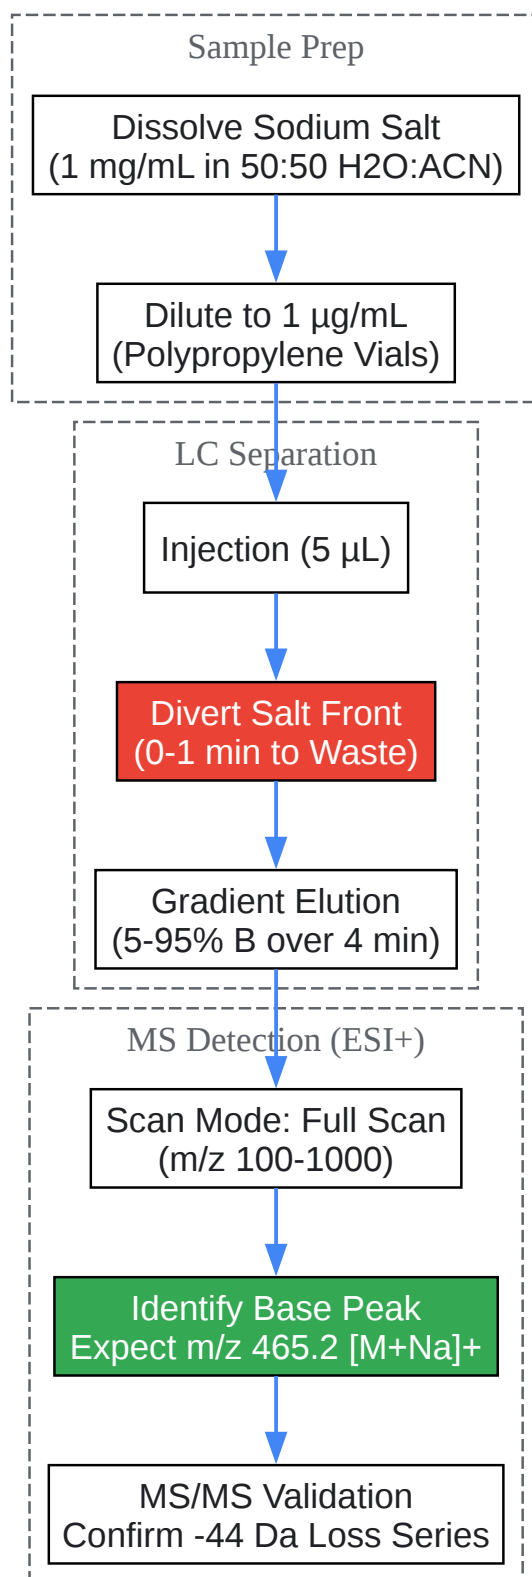 Sample Prep
Dissolve Sodium Salt
(1 mg/mL in 50:50 H2O:ACN)
Dilute to 1 µg/mL
(Polypropylene Vials)
LC Separation
Injection (5 µL)
Divert Salt Front
(0-1 min to Waste)
Gradient Elution
(5-95% B over 4 min)
MS Detection (ESI+)
Scan Mode: Full Scan
(m/z 100-1000)
Identify Base Peak
Expect m/z 465.2 [M+Na]+
MS/MS Validation
Confirm -44 Da Loss Series